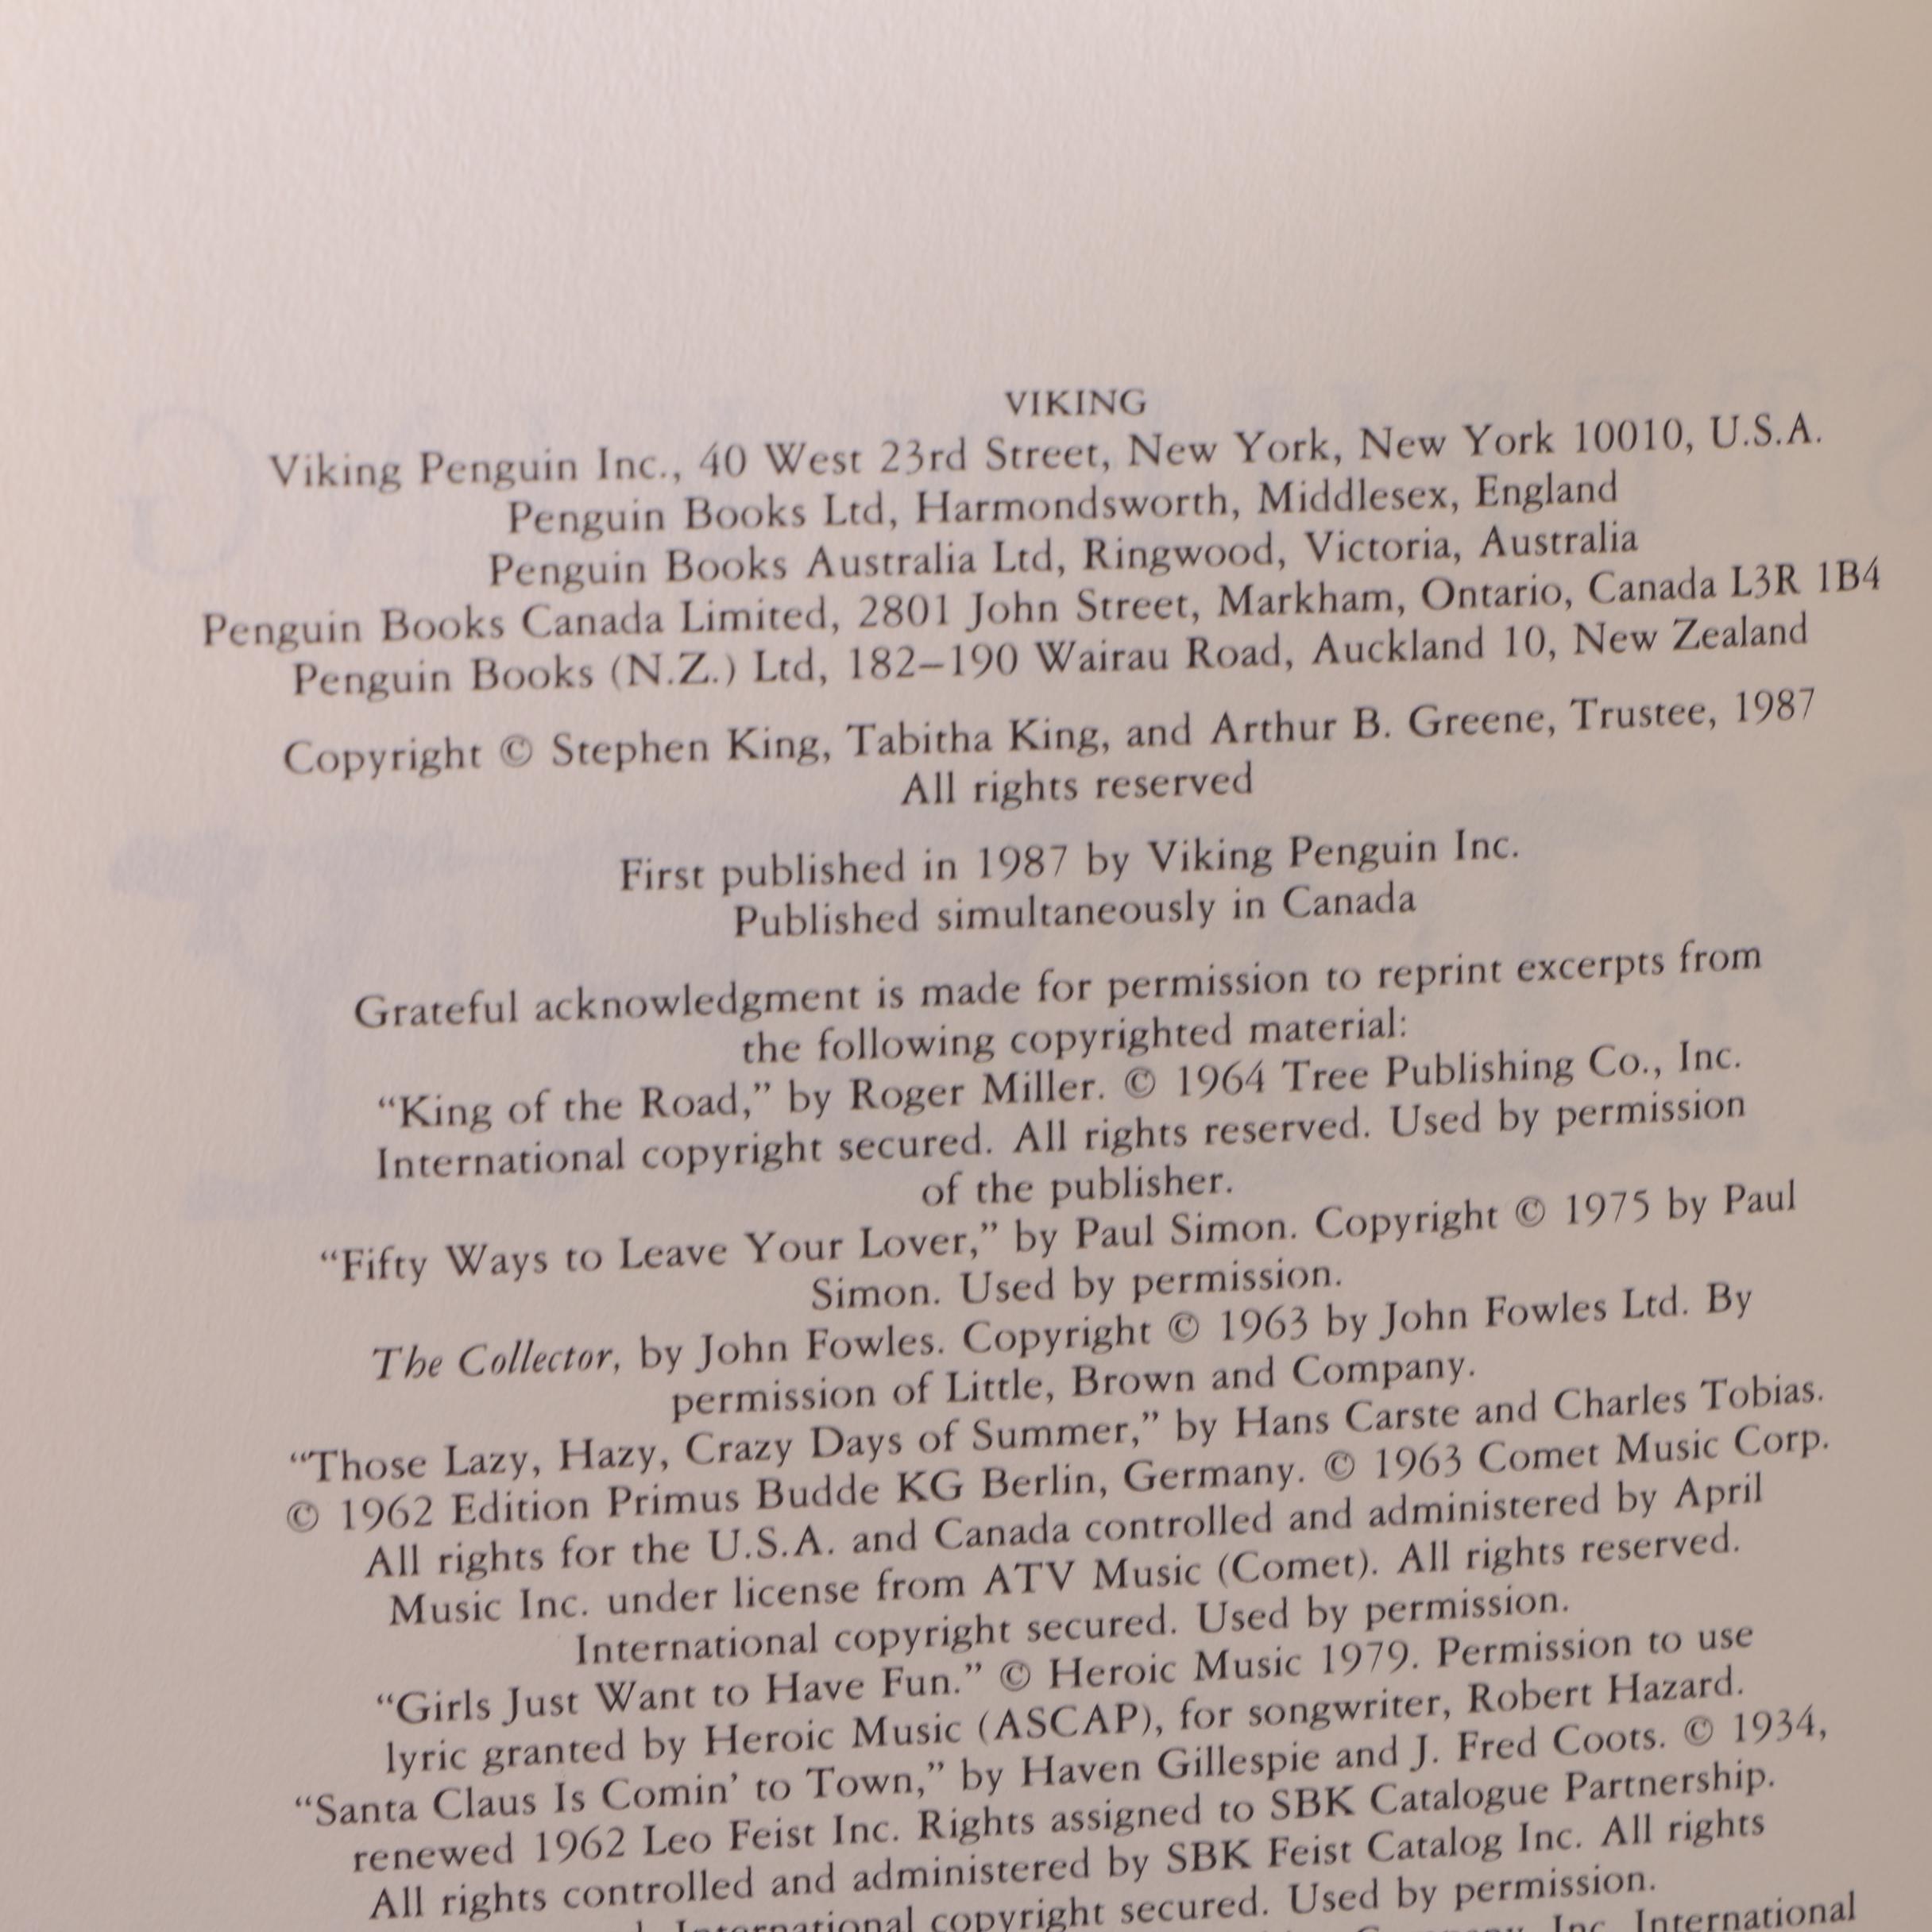 VIKING
Viking Penguin Inc., 40 West 23rd Street, New York, New York 10010, U.S.A.
Penguin Books Ltd, Harmondsworth, Middlesex, England
Penguin Books Australia Ltd, Ringwood, Victoria, Australia
Penguin Books Canada Limited, 2801 John Street, Markham, Ontario, Canada L3R 1B4
Penguin Books (N.Z.) Ltd, 182–190 Wairau Road, Auckland 10, New Zealand
Copyright © Stephen King, Tabitha King, and Arthur B. Greene, Trustee, 1987
All rights reserved
First published in 1987 by Viking Penguin Inc.
Published simultaneously in Canada
Grateful acknowledgment is made for permission to reprint excerpts from
the following copyrighted material:
“King of the Road,” by Roger Miller. © 1964 Tree Publishing Co., Inc.
International copyright secured. All rights reserved. Used by permission
of the publisher.
“Fifty Ways to Leave Your Lover,” by Paul Simon. Copyright © 1975 by Paul
Simon. Used by permission.
The Collector, by John Fowles. Copyright © 1963 by John Fowles Ltd. By
permission of Little, Brown and Company.
“Those Lazy, Hazy, Crazy Days of Summer,” by Hans Carste and Charles Tobias.
© 1962 Edition Primus Budde KG Berlin, Germany. © 1963 Comet Music Corp.
All rights for the U.S.A. and Canada controlled and administered by April
Music Inc. under license from ATV Music (Comet). All rights reserved.
International copyright secured. Used by permission.
“Girls Just Want to Have Fun.” © Heroic Music 1979. Permission to use
lyric granted by Heroic Music (ASCAP), for songwriter, Robert Hazard.
“Santa Claus Is Comin’ to Town,” by Haven Gillespie and J. Fred Coots. © 1934,
renewed 1962 Leo Feist Inc. Rights assigned to SBK Catalogue Partnership.
All rights controlled and administered by SBK Feist Catalog Inc. All rights
International copyright secured. Used by permission.
Inc. International